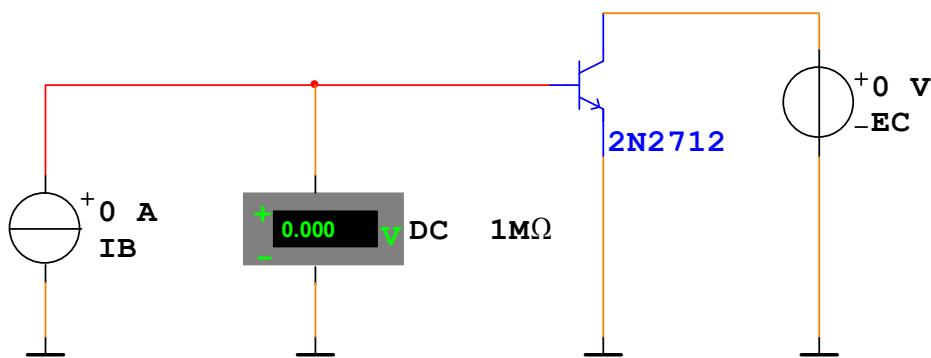 +
0 V
−
EC
2N2712
+
0 A
IB
+
0.000
V
DC 1MΩ
−